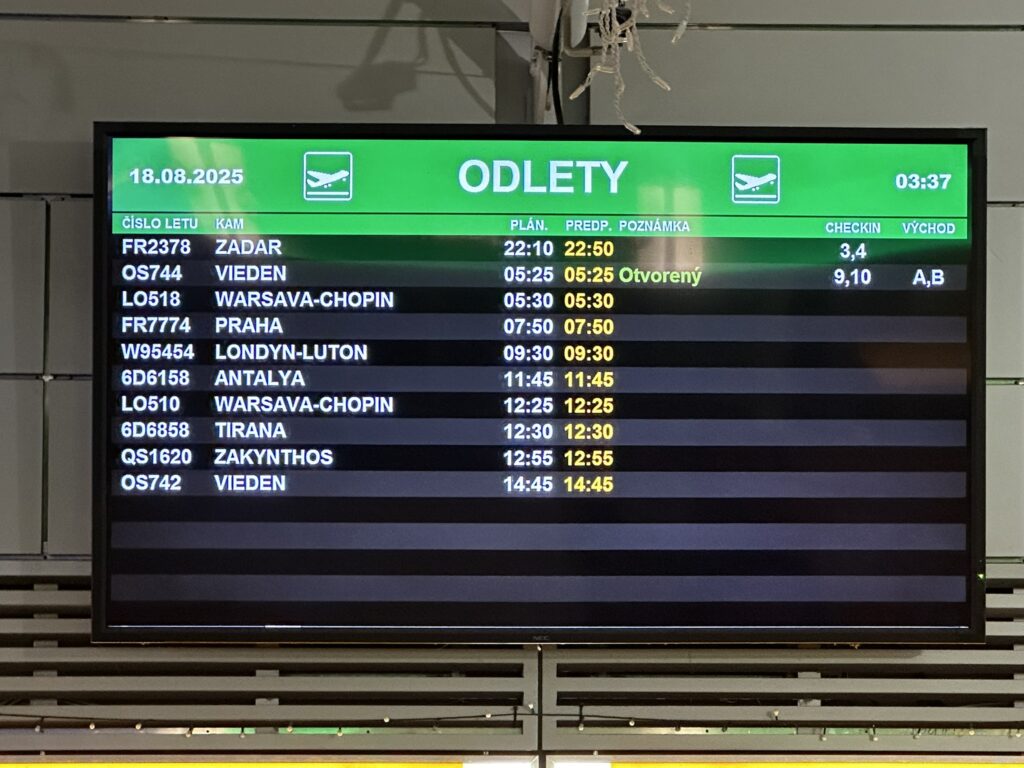 18.08.2025 ODLETY 03:37
ČÍSLO LETU KAM PLÁN. PREDP. POZNÁMKA CHECKIN VÝCHOD
FR2378 ZADAR 22:10 22:50 3,4
OS744 VIEDEN 05:25 05:25 Otvorený 9,10 A,B
LO518 WARSAVA-CHOPIN 05:30 05:30
FR7774 PRAHA 07:50 07:50
W95454 LONDYN-LUTON 09:30 09:30
6D6158 ANTALYA 11:45 11:45
LO510 WARSAVA-CHOPIN 12:25 12:25
6D6858 TIRANA 12:30 12:30
QS1620 ZAKYNTHOS 12:55 12:55
OS742 VIEDEN 14:45 14:45
NEC